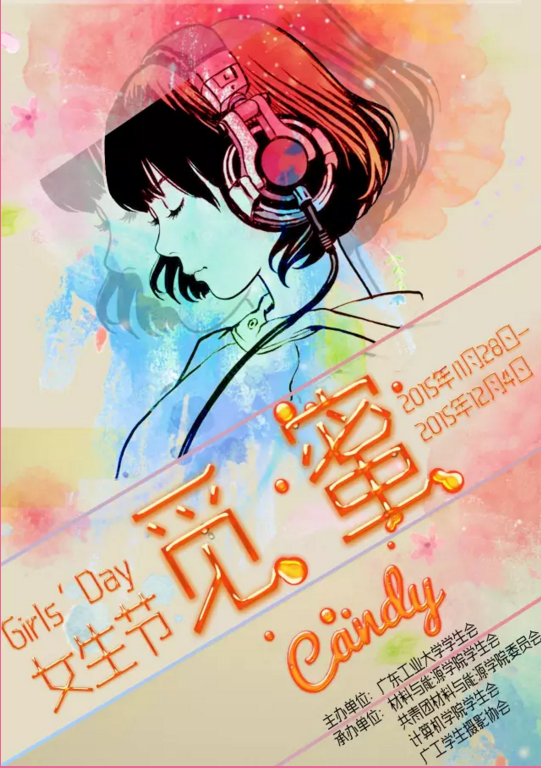 2015年11月28日-
2015年12月4日
觅·蜜
Girls' Day
女生节
Candy
主办单位：广东工业大学学生会
承办单位：材料与能源学院学生会
共青团材料与能源学院委员会
计算机学院学生会
广工学生摄影协会